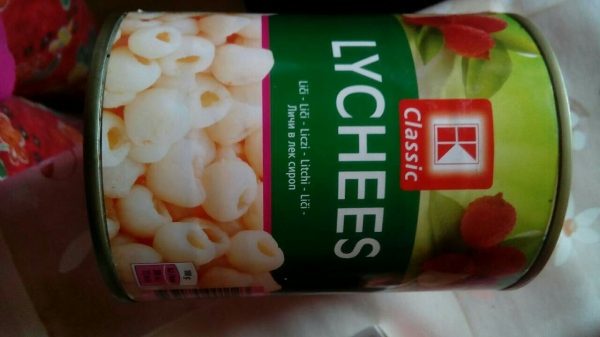 LYCHEES
Classic
Liči - Liči - Liczi - Litchi - Liči -
Личи в лек сироп